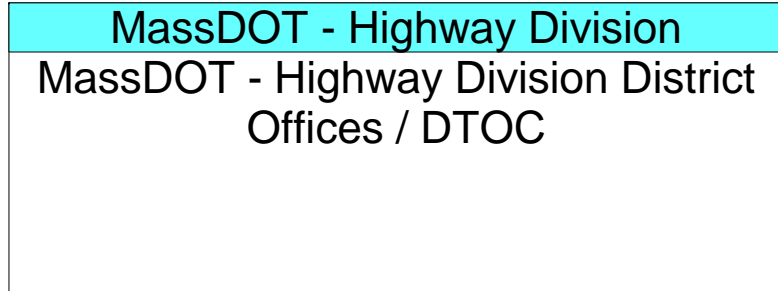 MassDOT - Highway Division
MassDOT - Highway Division District
Offices / DTOC